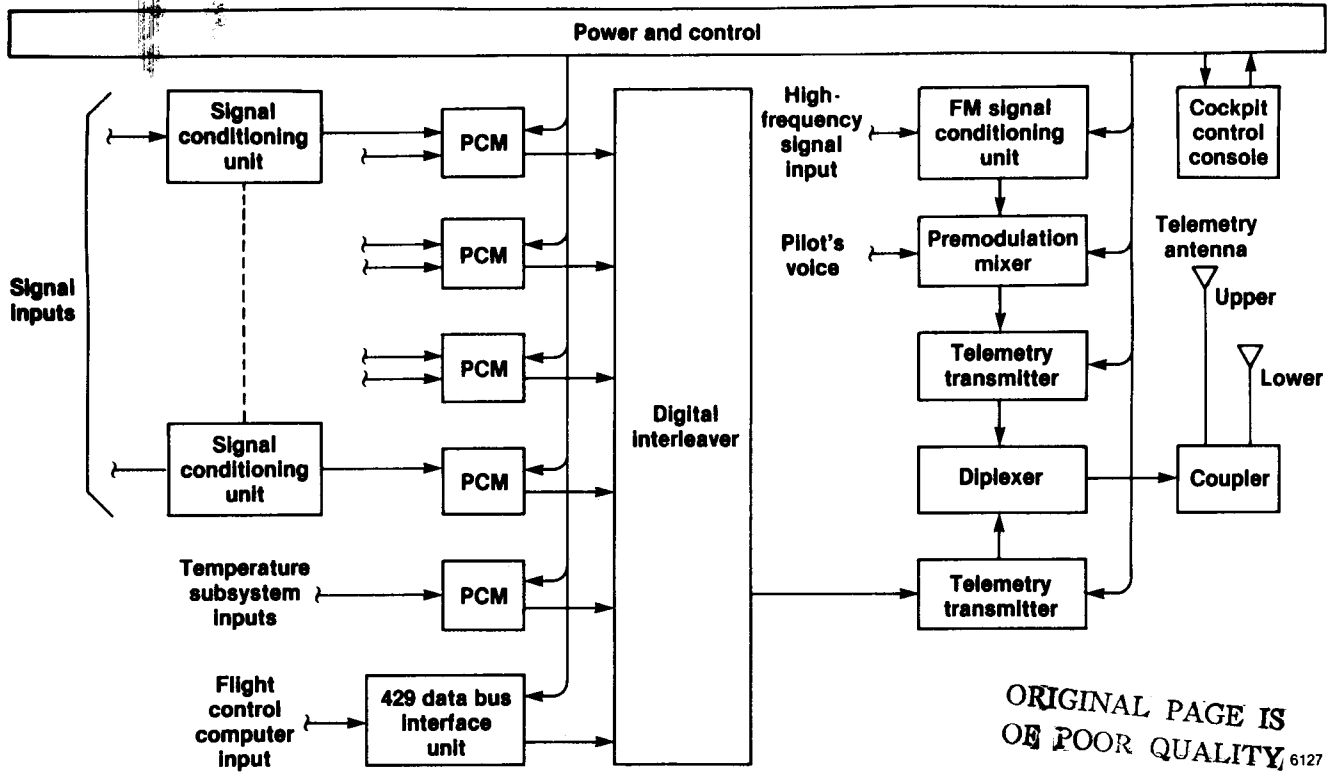 Power and control
Signal
conditioning
unit
PCM
High-
frequency
signal
input
FM signal
conditioning
unit
Cockpit
control
console
PCM
Pilot's
voice
Premodulation
mixer
Telemetry
antenna
Upper
Signal
inputs
PCM
Telemetry
transmitter
Lower
Digital
interleaver
Signal
conditioning
unit
PCM
Diplexer
Coupler
Temperature
subsystem
inputs
PCM
Telemetry
transmitter
Flight
control
computer
input
429 data bus
interface
unit
ORIGINAL PAGE IS
OE POOR QUALITY
6127